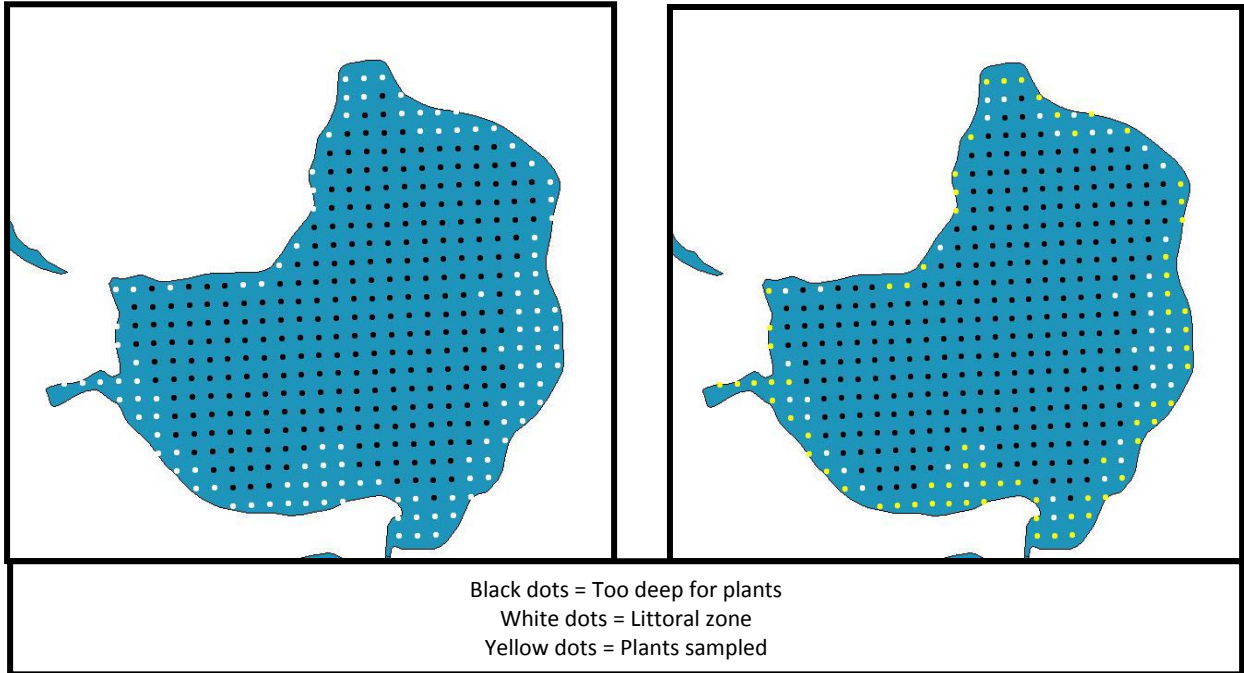 Black dots = Too deep for plants
White dots = Littoral zone
Yellow dots = Plants sampled